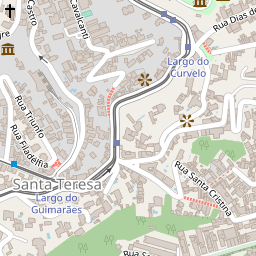 Castro
Cavalcanti
Rua Dias de
Largo do
Curvelo
Rua Triunfo
Rua Filadelfia
Santa Teresa
Largo do
Guimarães
Rua Santa Cristina